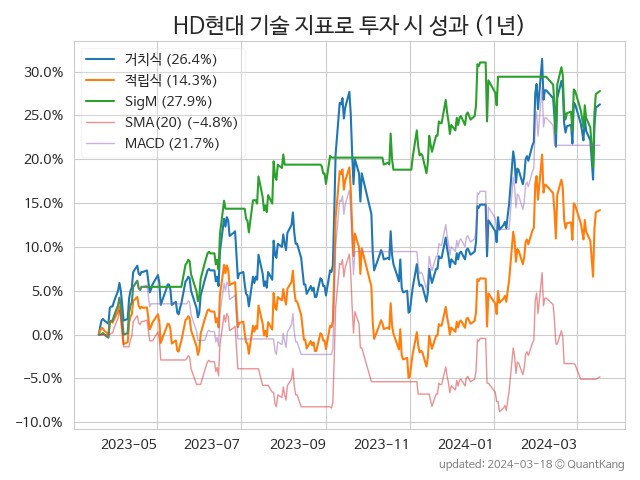 HD현대 기술 지표로 투자 시 성과 (1년)
거치식 (26.4%)
적립식 (14.3%)
SigM (27.9%)
SMA(20) (−4.8%)
MACD (21.7%)
30.0%
25.0%
20.0%
15.0%
10.0%
5.0%
0.0%
−5.0%
−10.0%
2023-05
2023-07
2023-09
2023-11
2024-01
2024-03
updated: 2024-03-18 ⓒ QuantKang